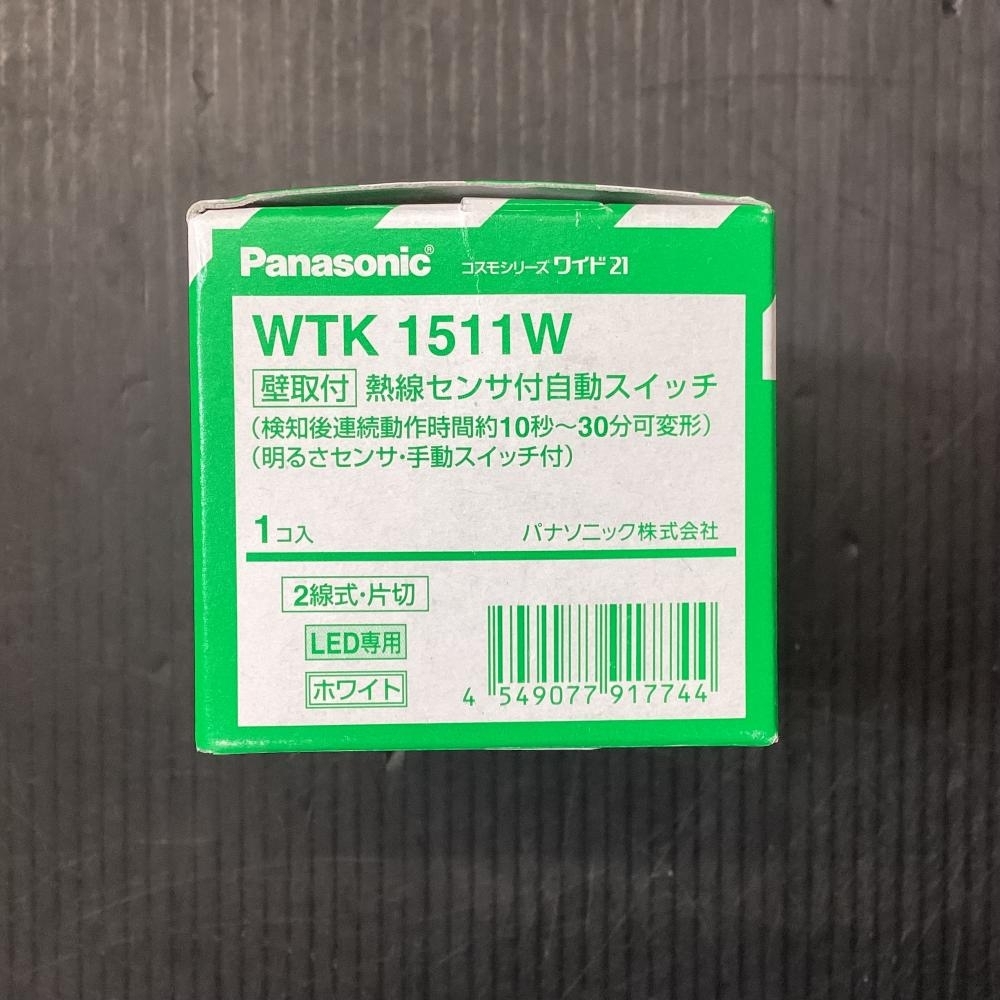 Panasonic® コスモシリーズ ワイド21
WTK 1511W
壁取付 熱線センサ付自動スイッチ
(検知後連続動作時間約10秒～30分可変形)
(明るさセンサ・手動スイッチ付)
1コ入 パナソニック株式会社
2線式・片切
LED専用
ホワイト
4 549077 917744